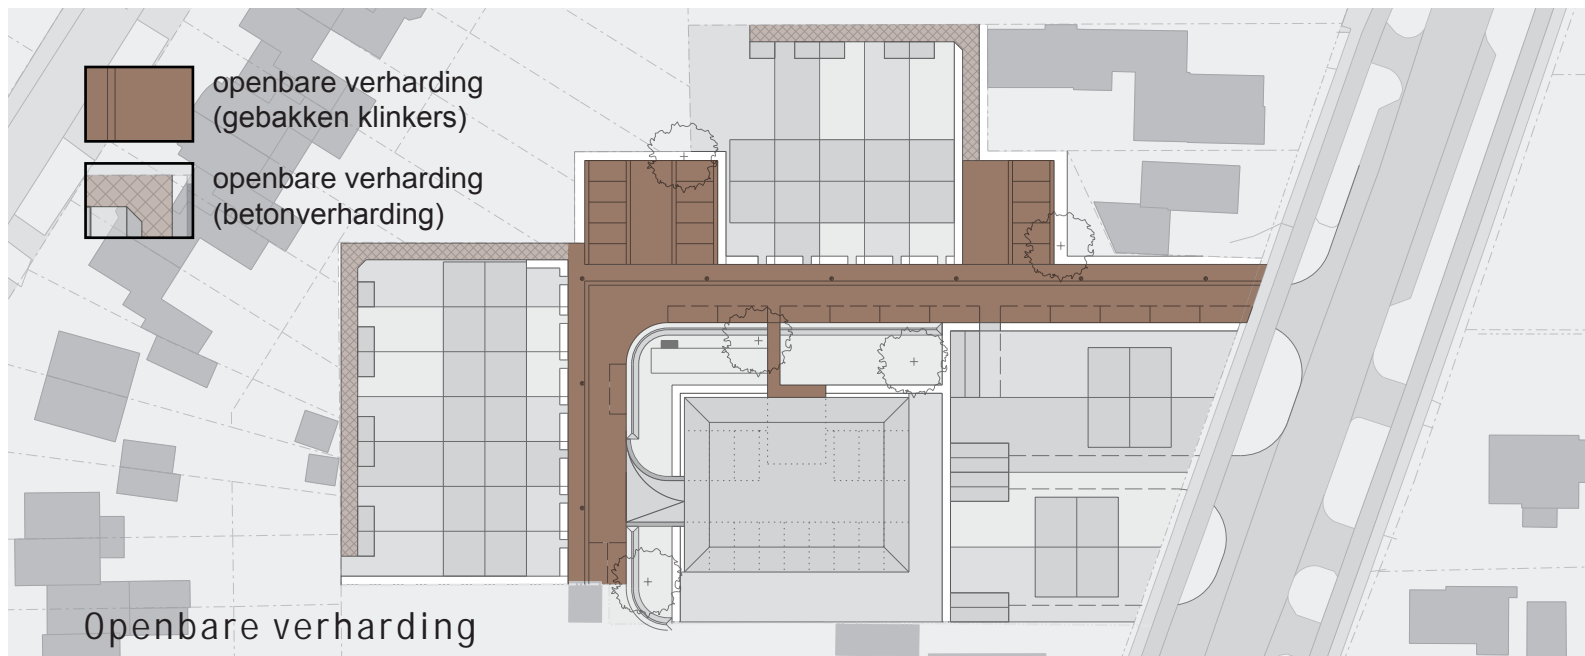 openbare verharding
(gebakken klinkers)
openbare verharding
(betonverharding)
Openbare verharding